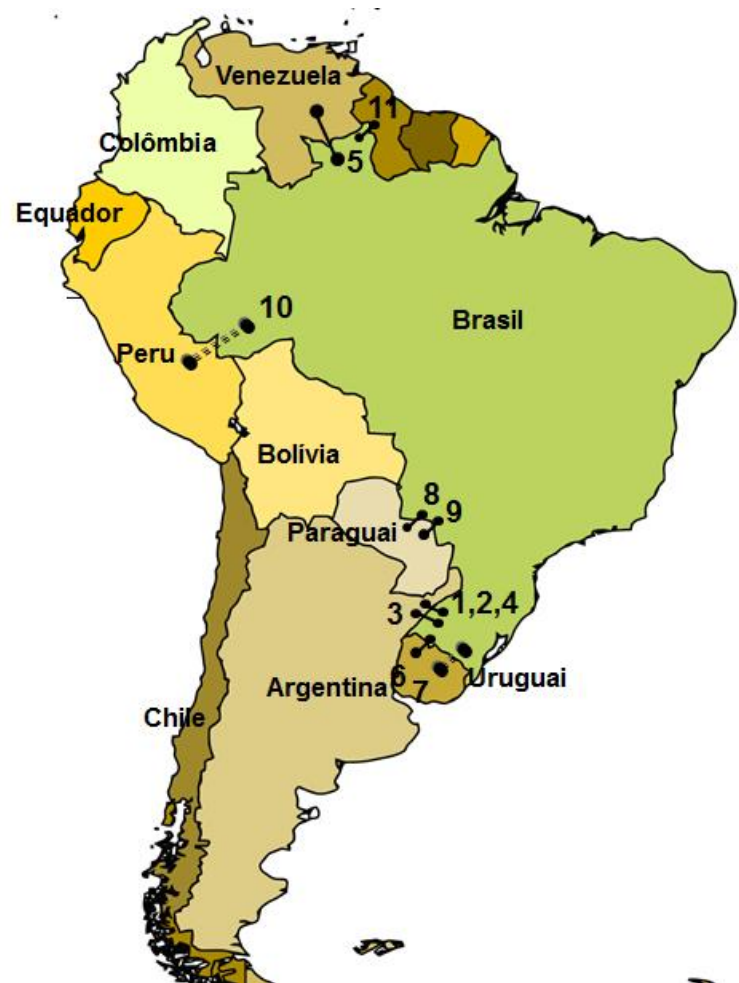 Venezuela
11
Colômbia
5
Equador
10
Brasil
Peru
Bolívia
8
9
Paraguai
1,2,4
3
6
Uruguai
7
Argentina
Chile